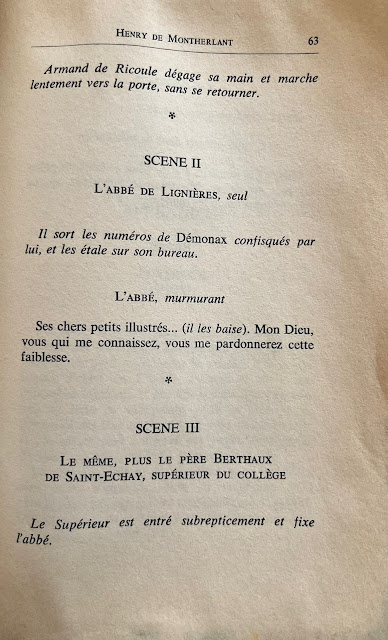 HENRY DE MONTHERLANT 63
Armand de Ricoule dégage sa main et marche
lentement vers la porte, sans se retourner.
*
SCENE II
L'ABBÉ DE LIGNIÈRES, seul
Il sort les numéros de Démonax confisqués par
lui, et les étale sur son bureau.
L'ABBÉ, murmurant
Ses chers petits illustrés... (il les baise). Mon Dieu,
vous qui me connaissez, vous me pardonnerez cette
faiblesse.
*
SCENE III
LE MÊME, PLUS LE PÈRE BERTHAUX
DE SAINT-ECHAY, SUPÉRIEUR DU COLLÈGE
Le Supérieur est entré subrepticement et fixe
l'abbé.